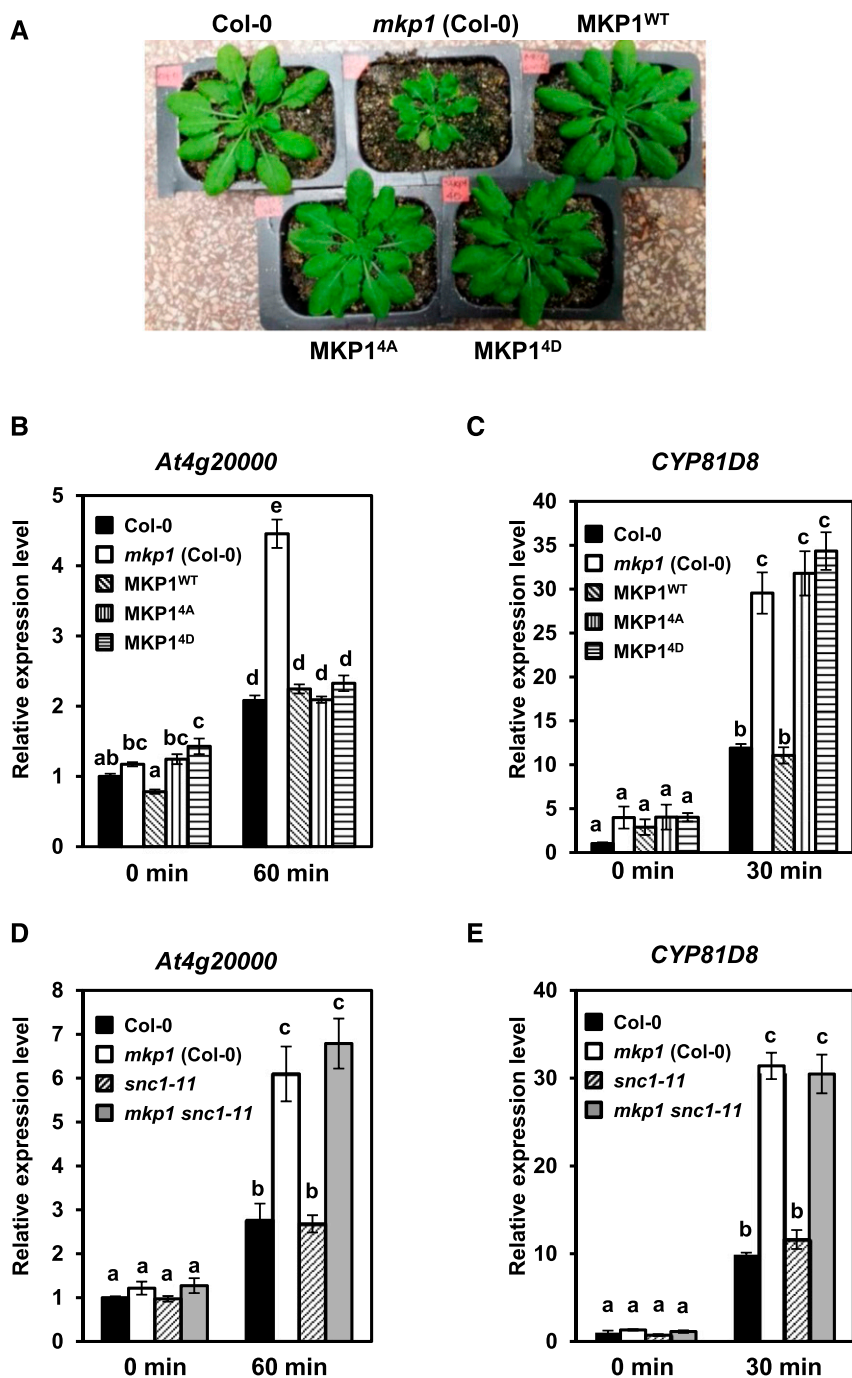 A
Col-0 mkp1 (Col-0) MKP1WT
MKP14A MKP14D
B
At4g20000
Relative expression level
5
4
3
2
1
0
Col-0
mkp1 (Col-0)
MKP1WT
MKP14A
MKP14D
ab bc a bc c
d e d d d
0 min 60 min
C
CYP81D8
Relative expression level
40
35
30
25
20
15
10
5
0
Col-0
mkp1 (Col-0)
MKP1WT
MKP14A
MKP14D
a a a a a
b c b c c
0 min 30 min
D
At4g20000
Relative expression level
8
7
6
5
4
3
2
1
0
Col-0
mkp1 (Col-0)
snc1-11
mkp1 snc1-11
a a a a
b c b c
0 min 60 min
E
CYP81D8
Relative expression level
40
30
20
10
0
Col-0
mkp1 (Col-0)
snc1-11
mkp1 snc1-11
a a a a
b c b c
0 min 30 min